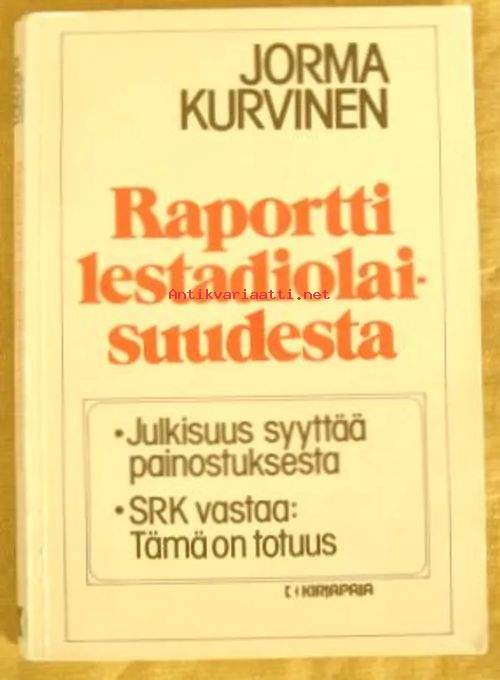 JORMA
KURVINEN
Raportti
lestadiolai-
suudesta
Antikvariaatti.net
• Julkisuus syyttää
painostuksesta
• SRK vastaa:
Tämä on totuus
KIRJAPAJA